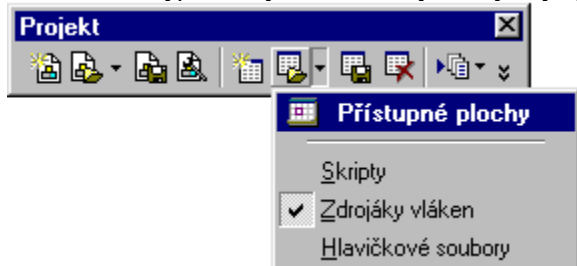 Projekt
Přístupné plochy
Skripty
Zdrojáky vláken
Hlavičkové soubory